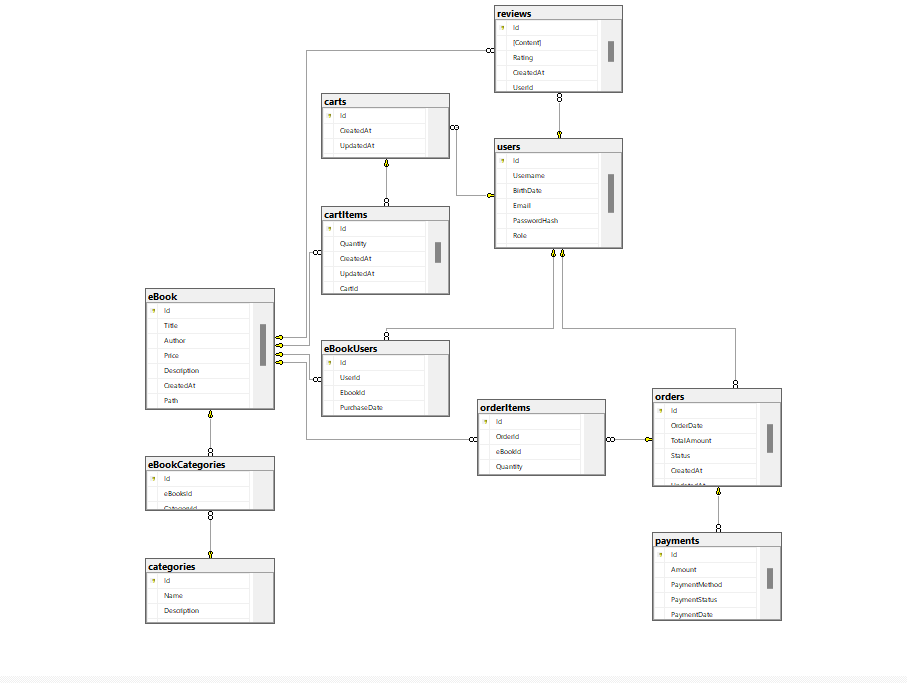 reviews
Id
[Content]
Rating
CreatedAt
UserId
carts
Id
CreatedAt
UpdatedAt
users
Id
Username
BirthDate
Email
PasswordHash
Role
cartItems
Id
Quantity
CreatedAt
UpdatedAt
CartId
eBook
Id
Title
Author
Price
Description
CreatedAt
Path
eBookUsers
Id
UserId
EbookId
PurchaseDate
orderItems
Id
OrderId
eBookId
Quantity
orders
Id
OrderDate
TotalAmount
Status
CreatedAt
UpdatedAt
eBookCategories
Id
eBooksId
CategoryId
categories
Id
Name
Description
payments
Id
Amount
PaymentMethod
PaymentStatus
PaymentDate